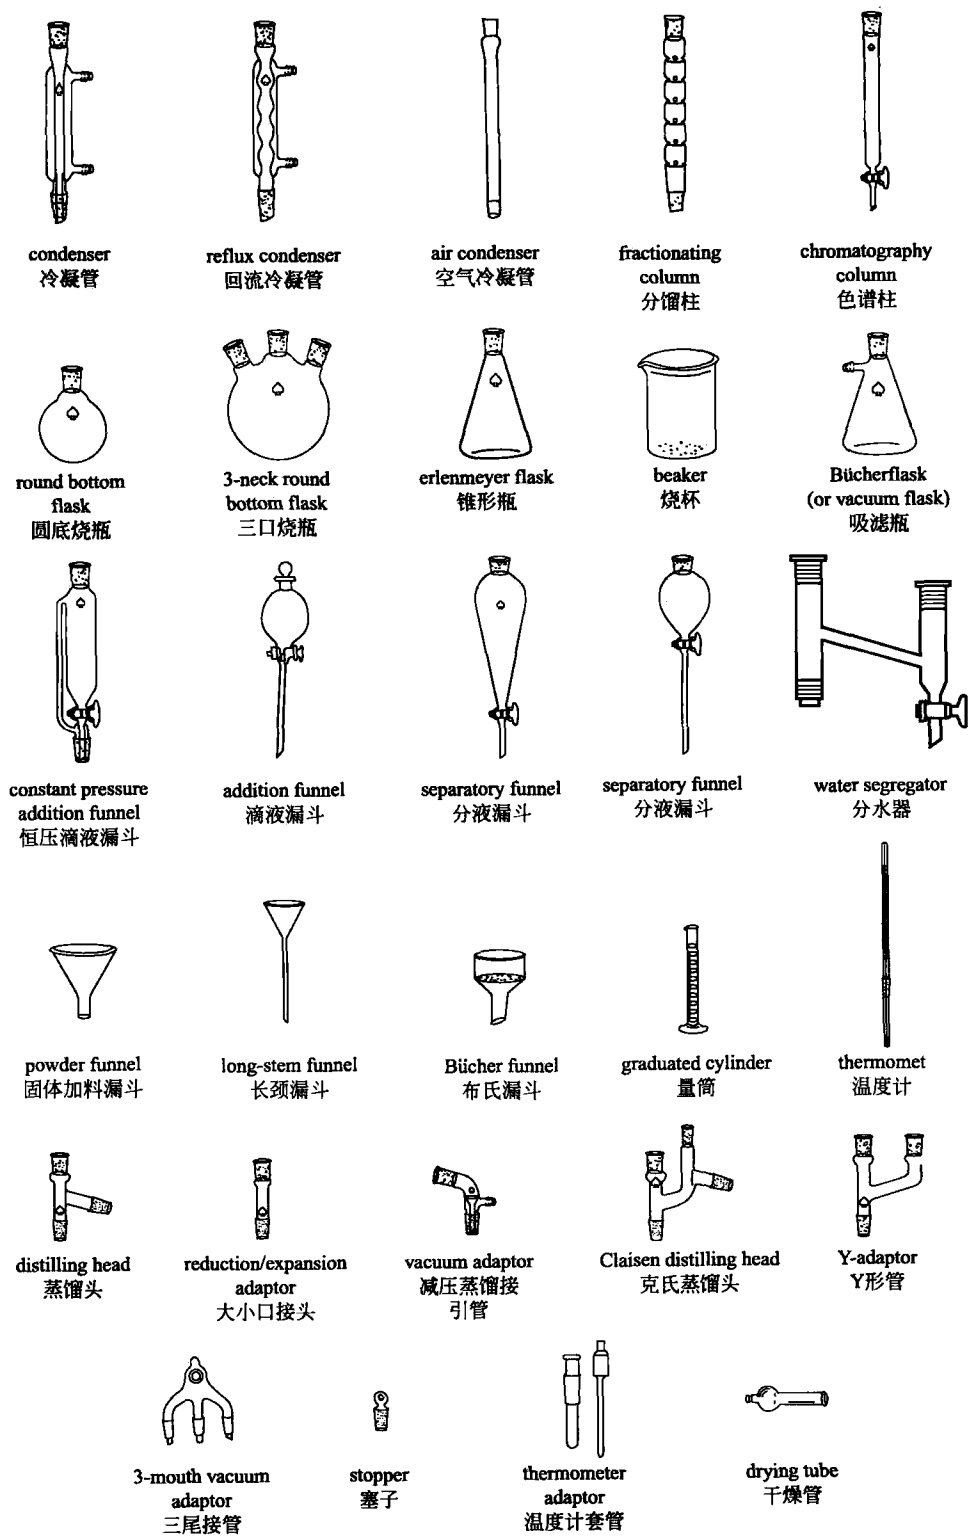 condenser
冷凝管
reflux condenser
回流冷凝管
air condenser
空气冷凝管
fractionating
column
分馏柱
chromatography
column
色谱柱
round bottom
flask
圆底烧瓶
3-neck round
bottom flask
三口烧瓶
erlenmeyer flask
锥形瓶
beaker
烧杯
Bücherflask
(or vacuum flask)
吸滤瓶
constant pressure
addition funnel
恒压滴液漏斗
addition funnel
滴液漏斗
separatory funnel
分液漏斗
separatory funnel
分液漏斗
water segregator
分水器
powder funnel
固体加料漏斗
long-stem funnel
长颈漏斗
Bücher funnel
布氏漏斗
graduated cylinder
量筒
thermomet
温度计
distilling head
蒸馏头
reduction/expansion
adaptor
大小口接头
vacuum adaptor
减压蒸馏接
引管
Claisen distilling head
克氏蒸馏头
Y-adaptor
Y形管
3-mouth vacuum
adaptor
三尾接管
stopper
塞子
thermometer
adaptor
温度计套管
drying tube
干燥管